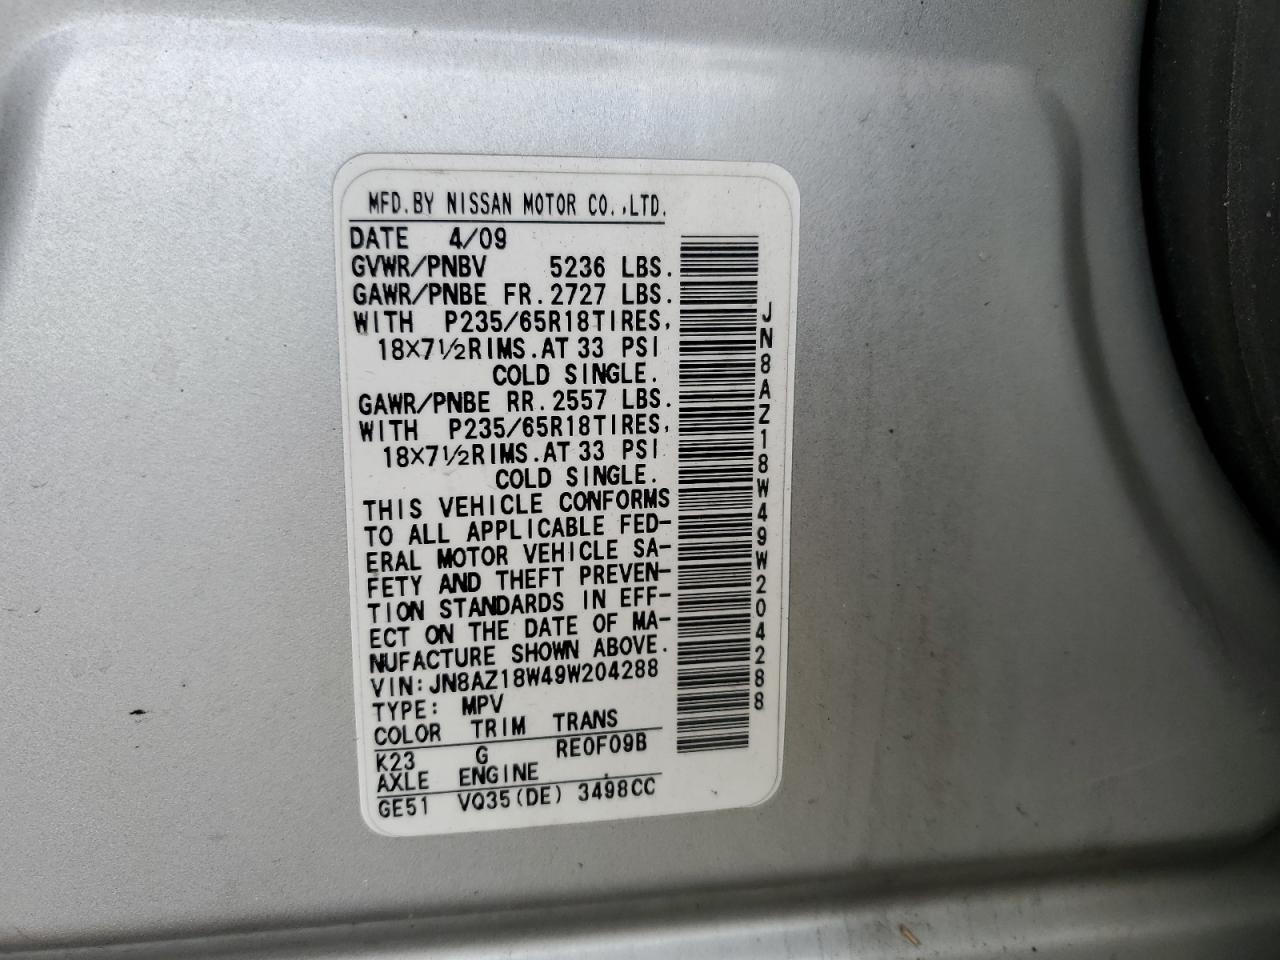 MFD.BY NISSAN MOTOR CO.,LTD.
DATE 4/09
GVWR/PNBV 5236 LBS.
GAWR/PNBE FR. 2727 LBS.
WITH P235/65R18TIRES,
18X7½RIMS.AT 33 PSI
COLD SINGLE.
GAWR/PNBE RR. 2557 LBS.
WITH P235/65R18TIRES,
18X7½RIMS.AT 33 PSI
COLD SINGLE.
THIS VEHICLE CONFORMS
TO ALL APPLICABLE FED-
ERAL MOTOR VEHICLE SA-
FETY AND THEFT PREVEN-
TION STANDARDS IN EFF-
ECT ON THE DATE OF MA-
NUFACTURE SHOWN ABOVE.
VIN:JN8AZ18W49W204288
TYPE: MPV
COLOR TRIM TRANS
K23 G RE0F09B
AXLE ENGINE
GE51 VQ35(DE) 3498CC
JN8AZ18W49W204288